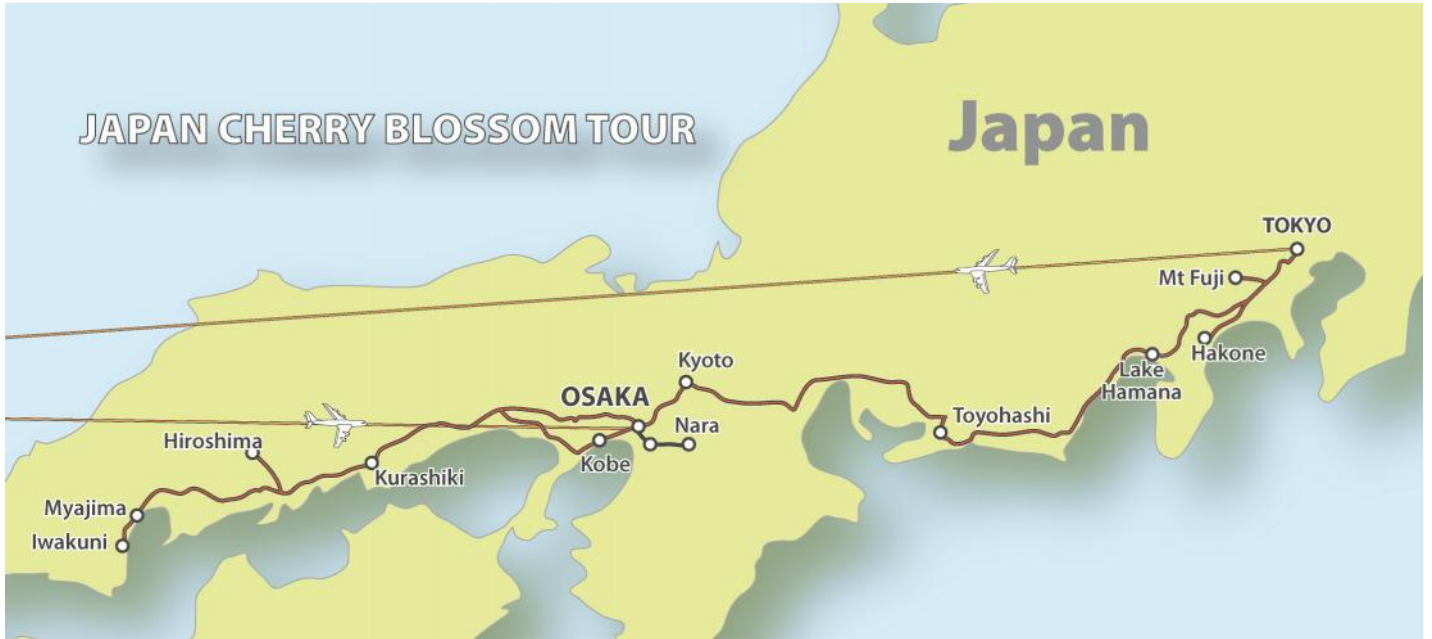 JAPAN CHERRY BLOSSOM TOUR
Japan
TOKYO
Mt Fuji
Hakone
Lake
Hamana
Kyoto
OSAKA
Toyohashi
Nara
Hiroshima
Kobe
Kurashiki
Myajima
Iwakuni